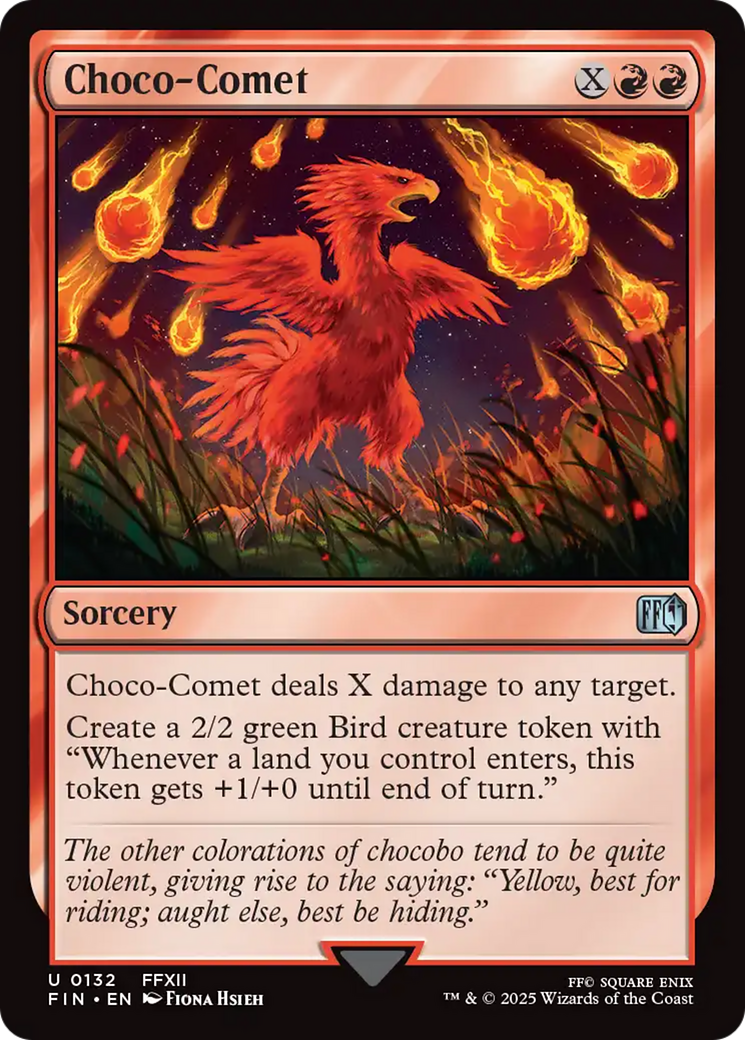 Choco-Comet X
Sorcery FF
Choco-Comet deals X damage to any target.
Create a 2/2 green Bird creature token with
“Whenever a land you control enters, this
token gets +1/+0 until end of turn.”
The other colorations of chocobo tend to be quite
violent, giving rise to the saying: “Yellow, best for
riding; aught else, best be hiding.”
U 0132 FFXII
FIN • EN Fiona Hsieh
FF© SQUARE ENIX
™ & © 2025 Wizards of the Coast